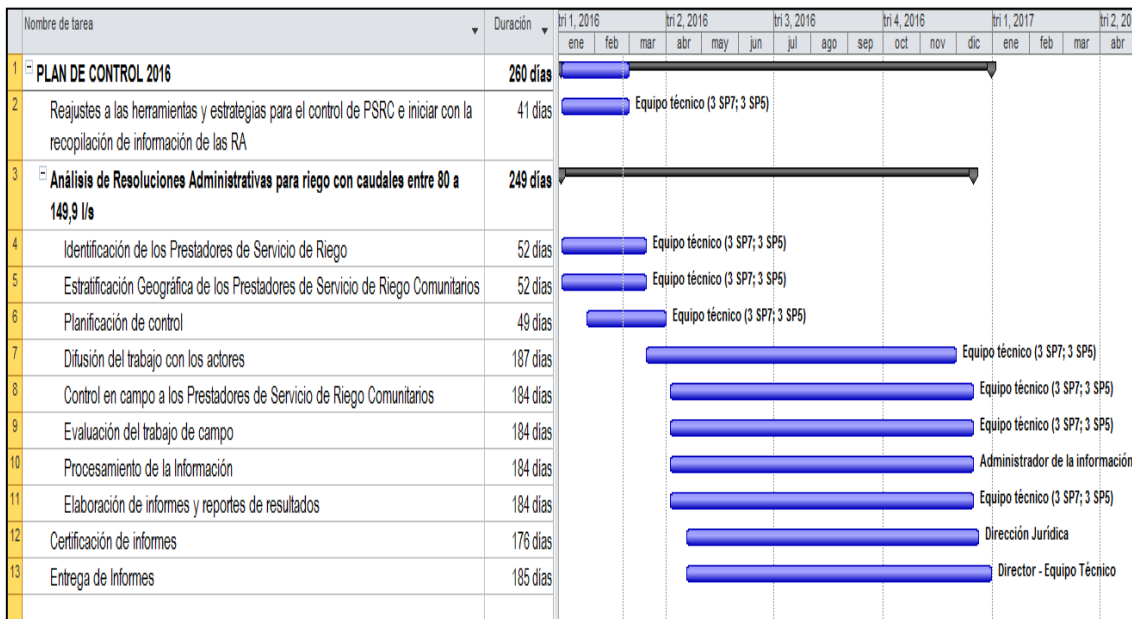 Nombre de tarea Duración tri 1, 2016 tri 2, 2016 tri 3, 2016 tri 4, 2016 tri 1, 2017 tri 2, 20
ene feb mar abr may jun jul ago sep oct nov dic ene feb mar abr
1 PLAN DE CONTROL 2016 260 días
2 Reajustes a las herramientas y estrategias para el control de PSRC e iniciar con la 41 días Equipo técnico (3 SP7; 3 SP5)
recopilación de información de las RA
3 Análisis de Resoluciones Administrativas para riego con caudales entre 80 a 249 días
149,9 l/s
4 Identificación de los Prestadores de Servicio de Riego 52 días Equipo técnico (3 SP7; 3 SP5)
5 Estratificación Geográfica de los Prestadores de Servicio de Riego Comunitarios 52 días Equipo técnico (3 SP7; 3 SP5)
6 Planificación de control 49 días Equipo técnico (3 SP7; 3 SP5)
7 Difusión del trabajo con los actores 187 días Equipo técnico (3 SP7; 3 SP5)
8 Control en campo a los Prestadores de Servicio de Riego Comunitarios 184 días Equipo técnico (3 SP7; 3 SP5)
9 Evaluación del trabajo de campo 184 días Equipo técnico (3 SP7; 3 SP5)
10 Procesamiento de la Información 184 días Administrador de la información
11 Elaboración de informes y reportes de resultados 184 días Equipo técnico (3 SP7; 3 SP5)
12 Certificación de informes 176 días Dirección Jurídica
13 Entrega de Informes 185 días Director - Equipo Técnico